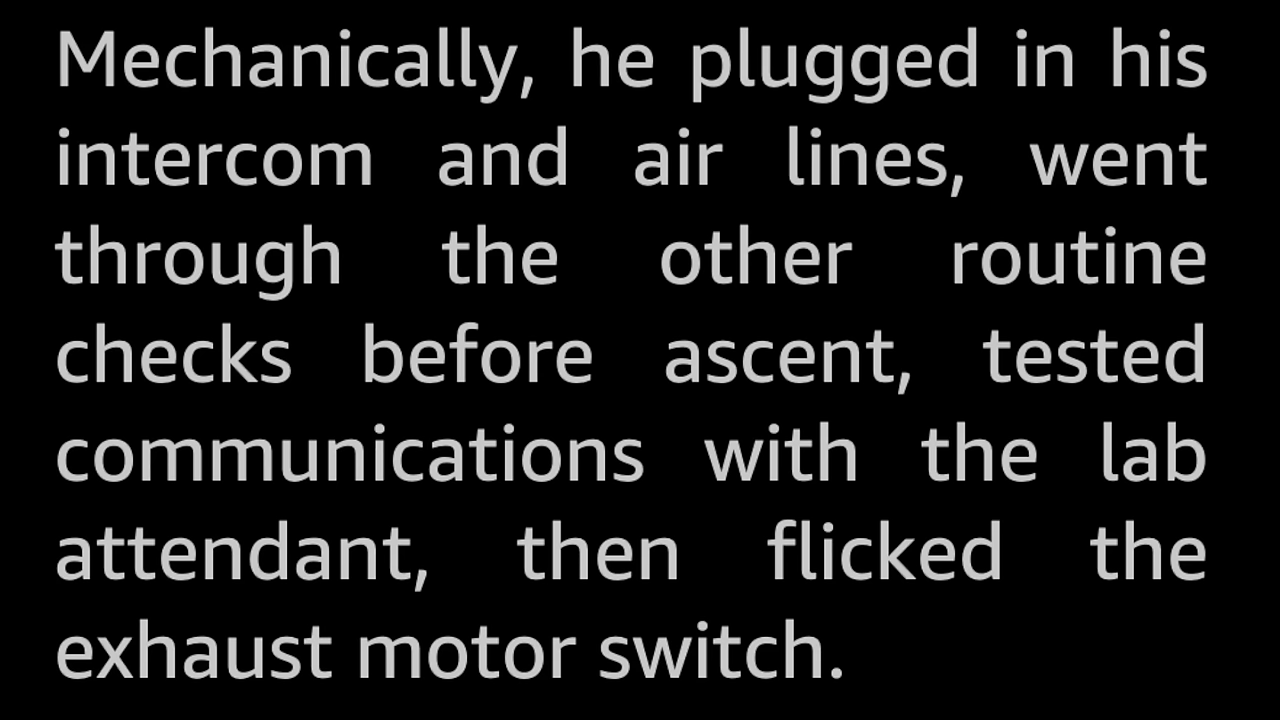 Mechanically, he plugged in his
intercom and air lines, went
through the other routine
checks before ascent, tested
communications with the lab
attendant, then flicked the
exhaust motor switch.